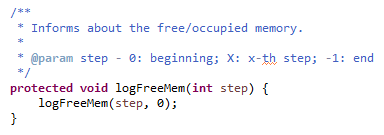 /**
 * Informs about the free/occupied memory.
 *
 * @param step - 0: beginning; X: x-th step; -1: end
 */
protected void logFreeMem(int step) {
    logFreeMem(step, 0);
}